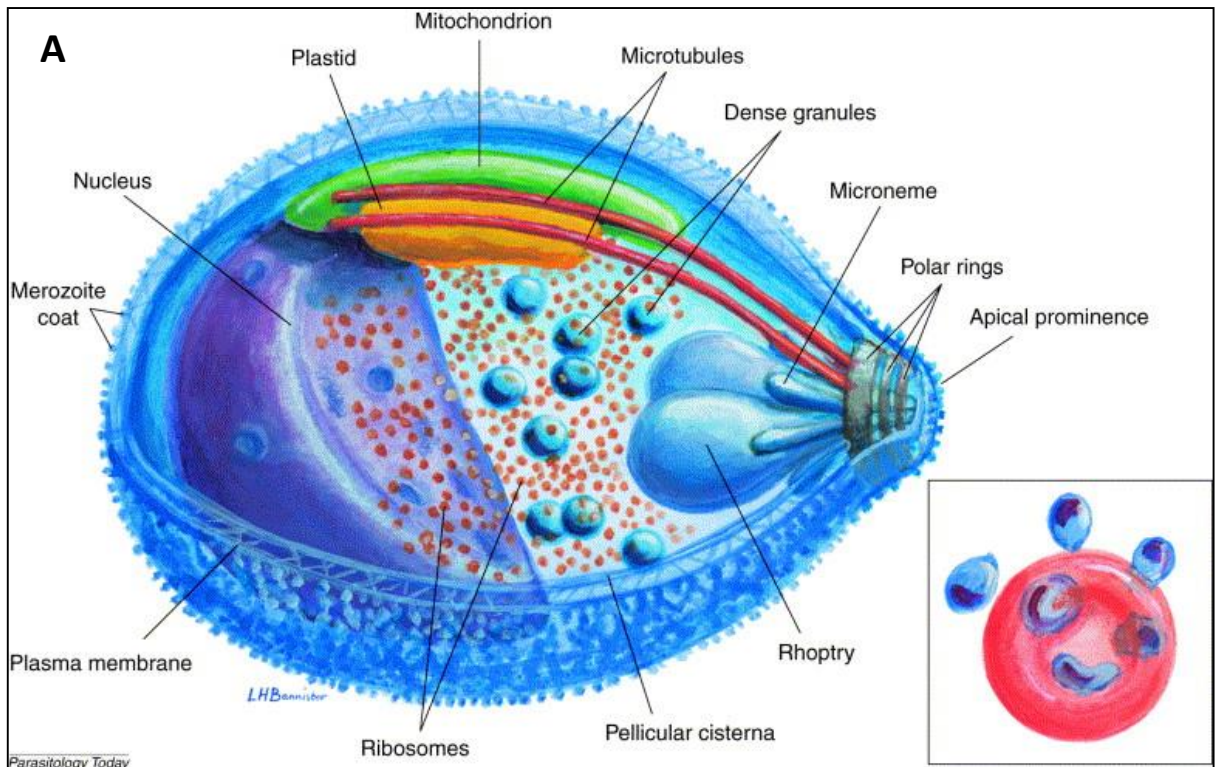 A
Mitochondrion
Plastid
Microtubules
Dense granules
Nucleus
Microneme
Polar rings
Merozoite
coat
Apical prominence
Plasma membrane
Rhoptry
LHBannister
Pellicular cisterna
Ribosomes
Parasitology Today